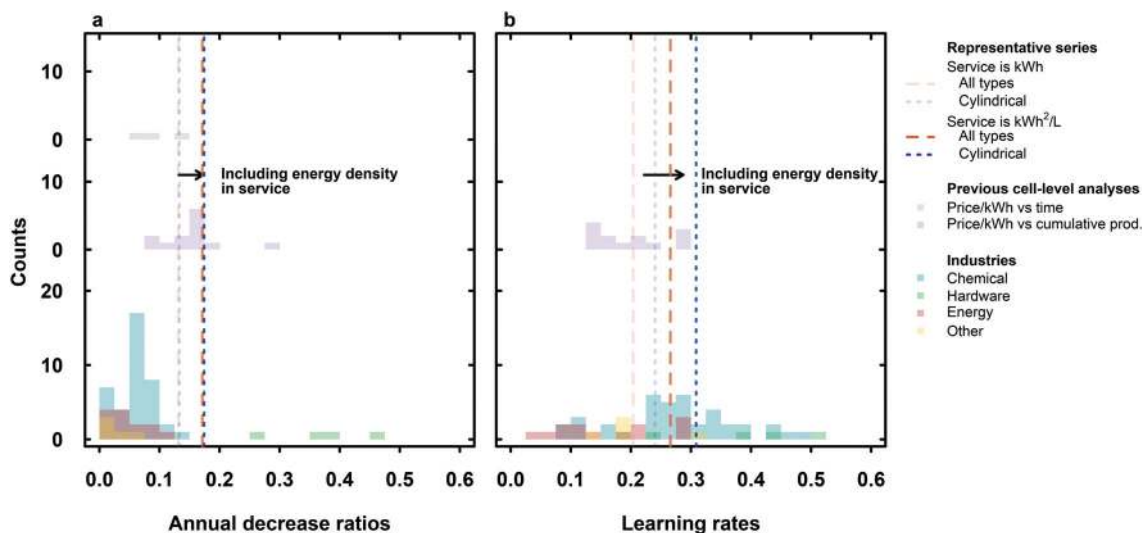 a
b
Counts
10
0
10
0
20
10
0
Including energy density
in service
Including energy density
in service
0.0 0.1 0.2 0.3 0.4 0.5 0.6
0.0 0.1 0.2 0.3 0.4 0.5 0.6
Annual decrease ratios
Learning rates
Representative series
Service is kWh
All types
Cylindrical
Service is kWh²/L
All types
Cylindrical
Previous cell-level analyses
Price/kWh vs time
Price/kWh vs cumulative prod.
Industries
Chemical
Hardware
Energy
Other